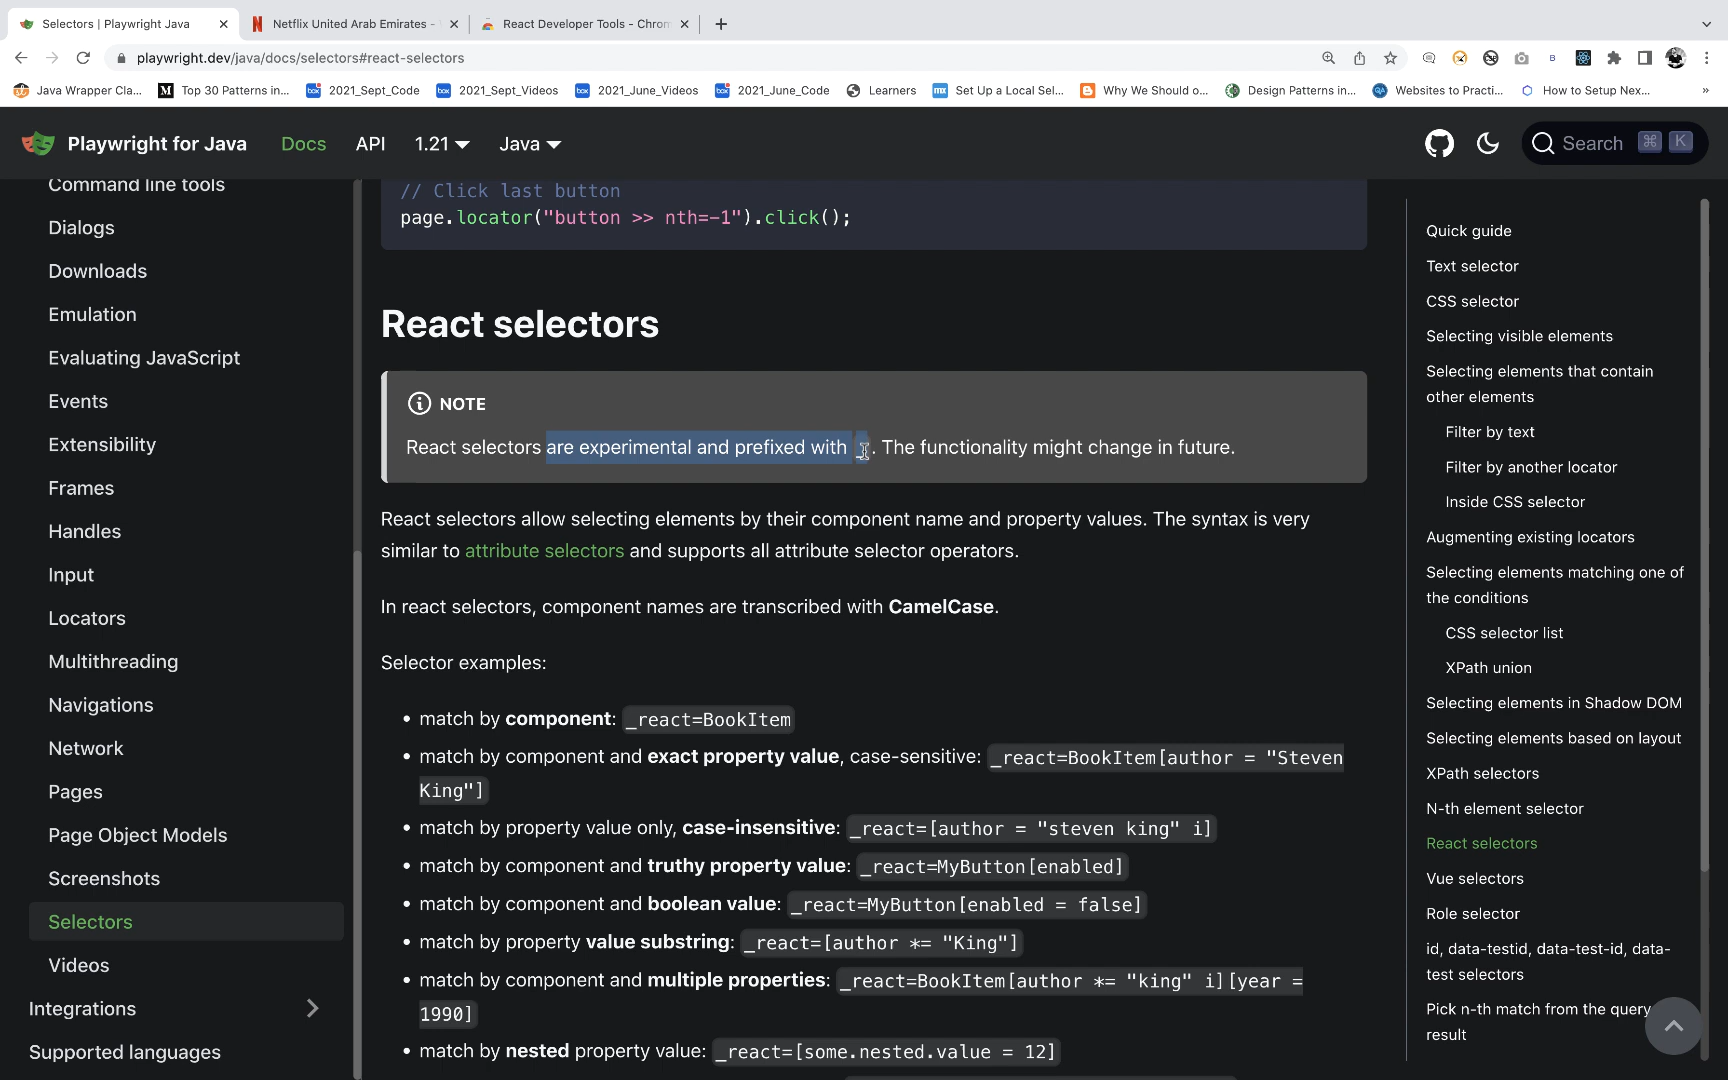 Selectors | Playwright Java
Netflix United Arab Emirates -
React Developer Tools - Chrom
playwright.dev/java/docs/selectors#react-selectors
Java Wrapper Cla...
Top 30 Patterns in...
2021_Sept_Code
2021_Sept_Videos
2021_June_Videos
2021_June_Code
Learners
Set Up a Local Sel...
Why We Should o...
Design Patterns in...
Websites to Practi...
How to Setup Nex...
»
Playwright for Java
Docs
API
1.21
Java
Search ⌘ K
Command line tools
Dialogs
Downloads
Emulation
Evaluating JavaScript
Events
Extensibility
Frames
Handles
Input
Locators
Multithreading
Navigations
Network
Pages
Page Object Models
Screenshots
Selectors
Videos
Integrations
Supported languages
// Click last button
page.locator("button >> nth=-1").click();
React selectors
NOTE
React selectors are experimental and prefixed with _. The functionality might change in future.
React selectors allow selecting elements by their component name and property values. The syntax is very
similar to attribute selectors and supports all attribute selector operators.
In react selectors, component names are transcribed with CamelCase.
Selector examples:
• match by component: _react=BookItem
• match by component and exact property value, case-sensitive: _react=BookItem[author = "Steven
King"]
• match by property value only, case-insensitive: _react=[author = "steven king" i]
• match by component and truthy property value: _react=MyButton[enabled]
• match by component and boolean value: _react=MyButton[enabled = false]
• match by property value substring: _react=[author *= "King"]
• match by component and multiple properties: _react=BookItem[author *= "king" i][year =
1990]
• match by nested property value: _react=[some.nested.value = 12]
Quick guide
Text selector
CSS selector
Selecting visible elements
Selecting elements that contain
other elements
Filter by text
Filter by another locator
Inside CSS selector
Augmenting existing locators
Selecting elements matching one of
the conditions
CSS selector list
XPath union
Selecting elements in Shadow DOM
Selecting elements based on layout
XPath selectors
N-th element selector
React selectors
Vue selectors
Role selector
id, data-testid, data-test-id, data-
test selectors
Pick n-th match from the query
result